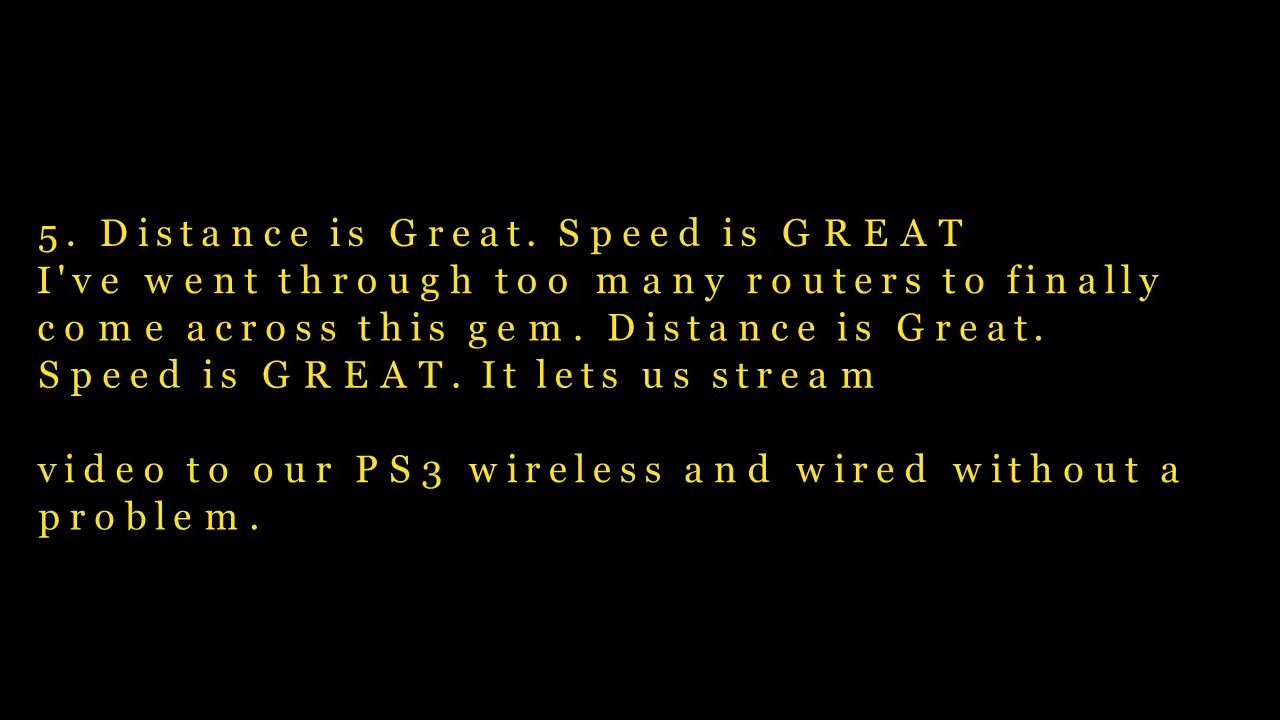 5. Distance is Great. Speed is GREAT
I've went through too many routers to finally
come across this gem. Distance is Great.
Speed is GREAT. It lets us stream
video to our PS3 wireless and wired without a
problem.